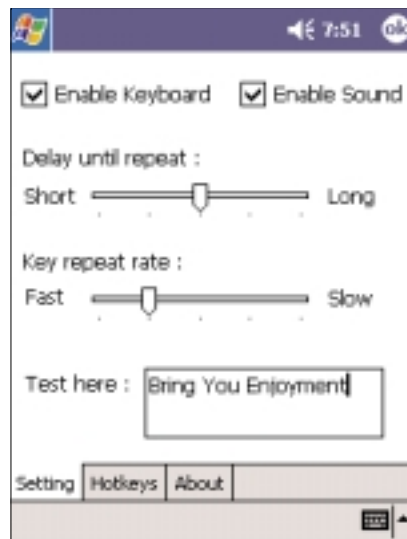 7:51 ok
Enable Keyboard Enable Sound
Delay until repeat :
Short Long
Key repeat rate :
Fast Slow
Test here : Bring You Enjoyment
Setting Hotkeys About